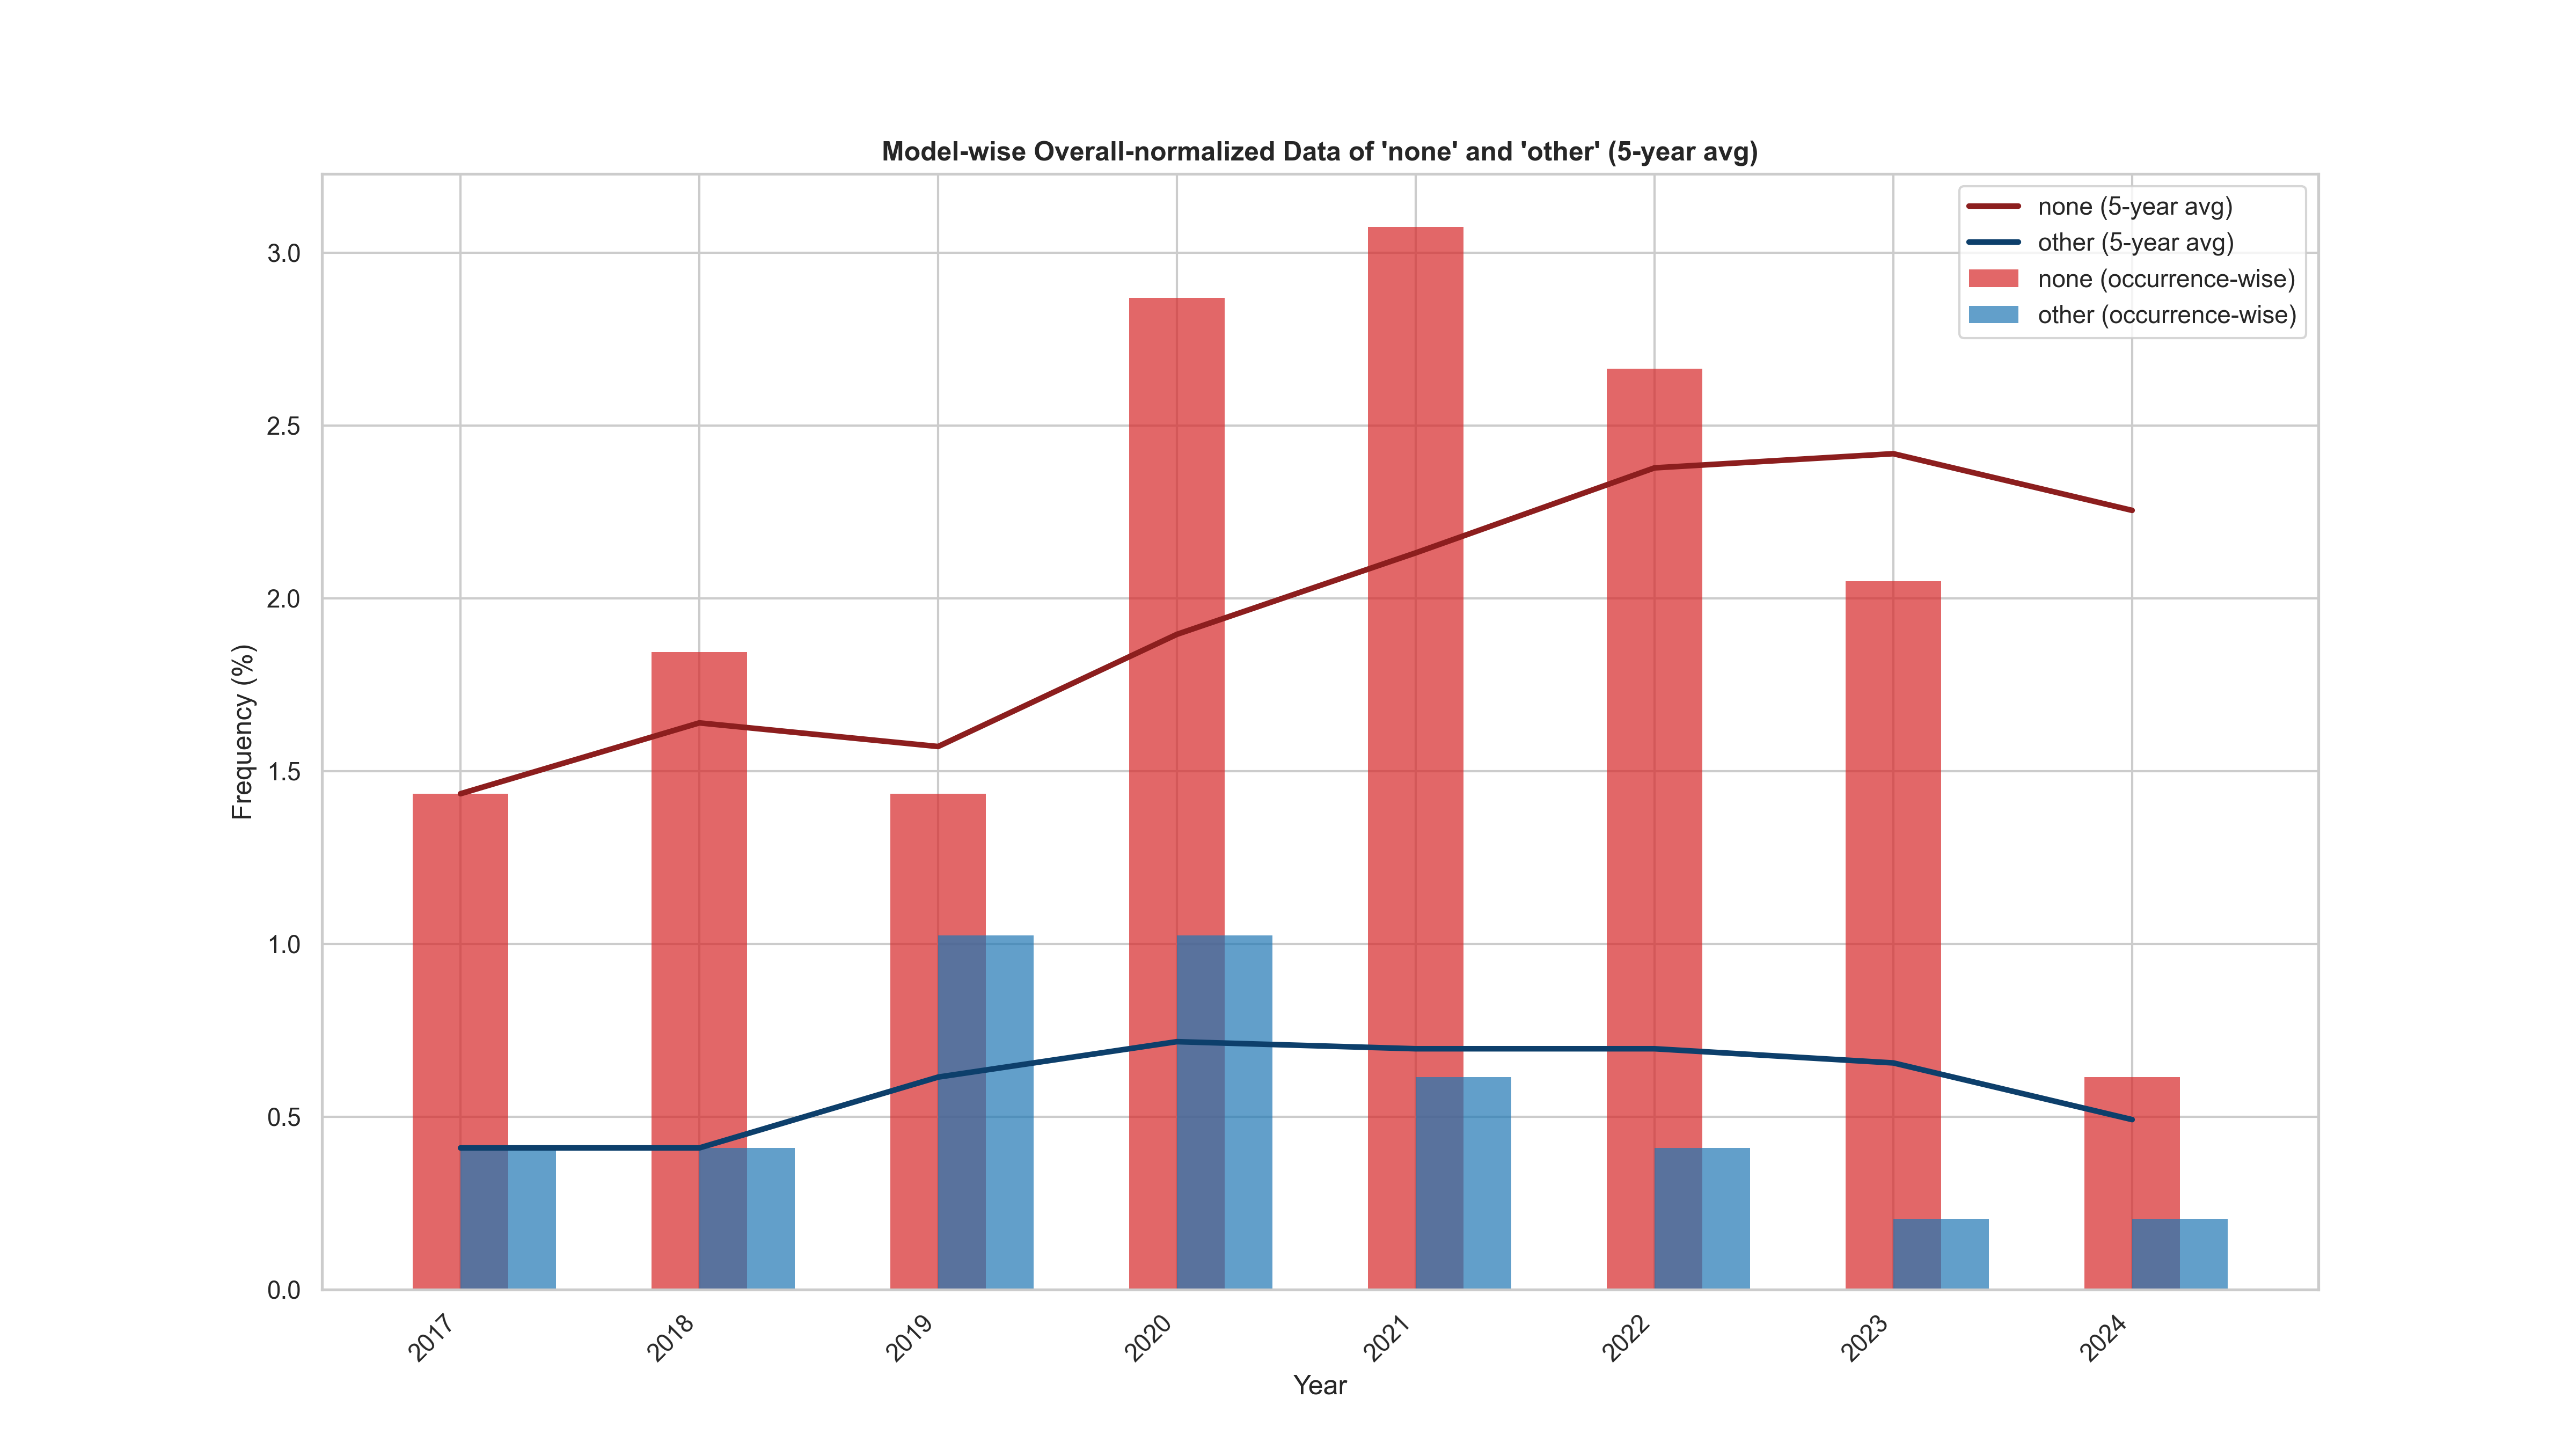 Model-wise Overall-normalized Data of 'none' and 'other' (5-year avg)
none (5-year avg)
other (5-year avg)
none (occurrence-wise)
other (occurrence-wise)
Frequency (%)
3.0
2.5
2.0
1.5
1.0
0.5
0.0
2017
2018
2019
2020
2021
2022
2023
2024
Year